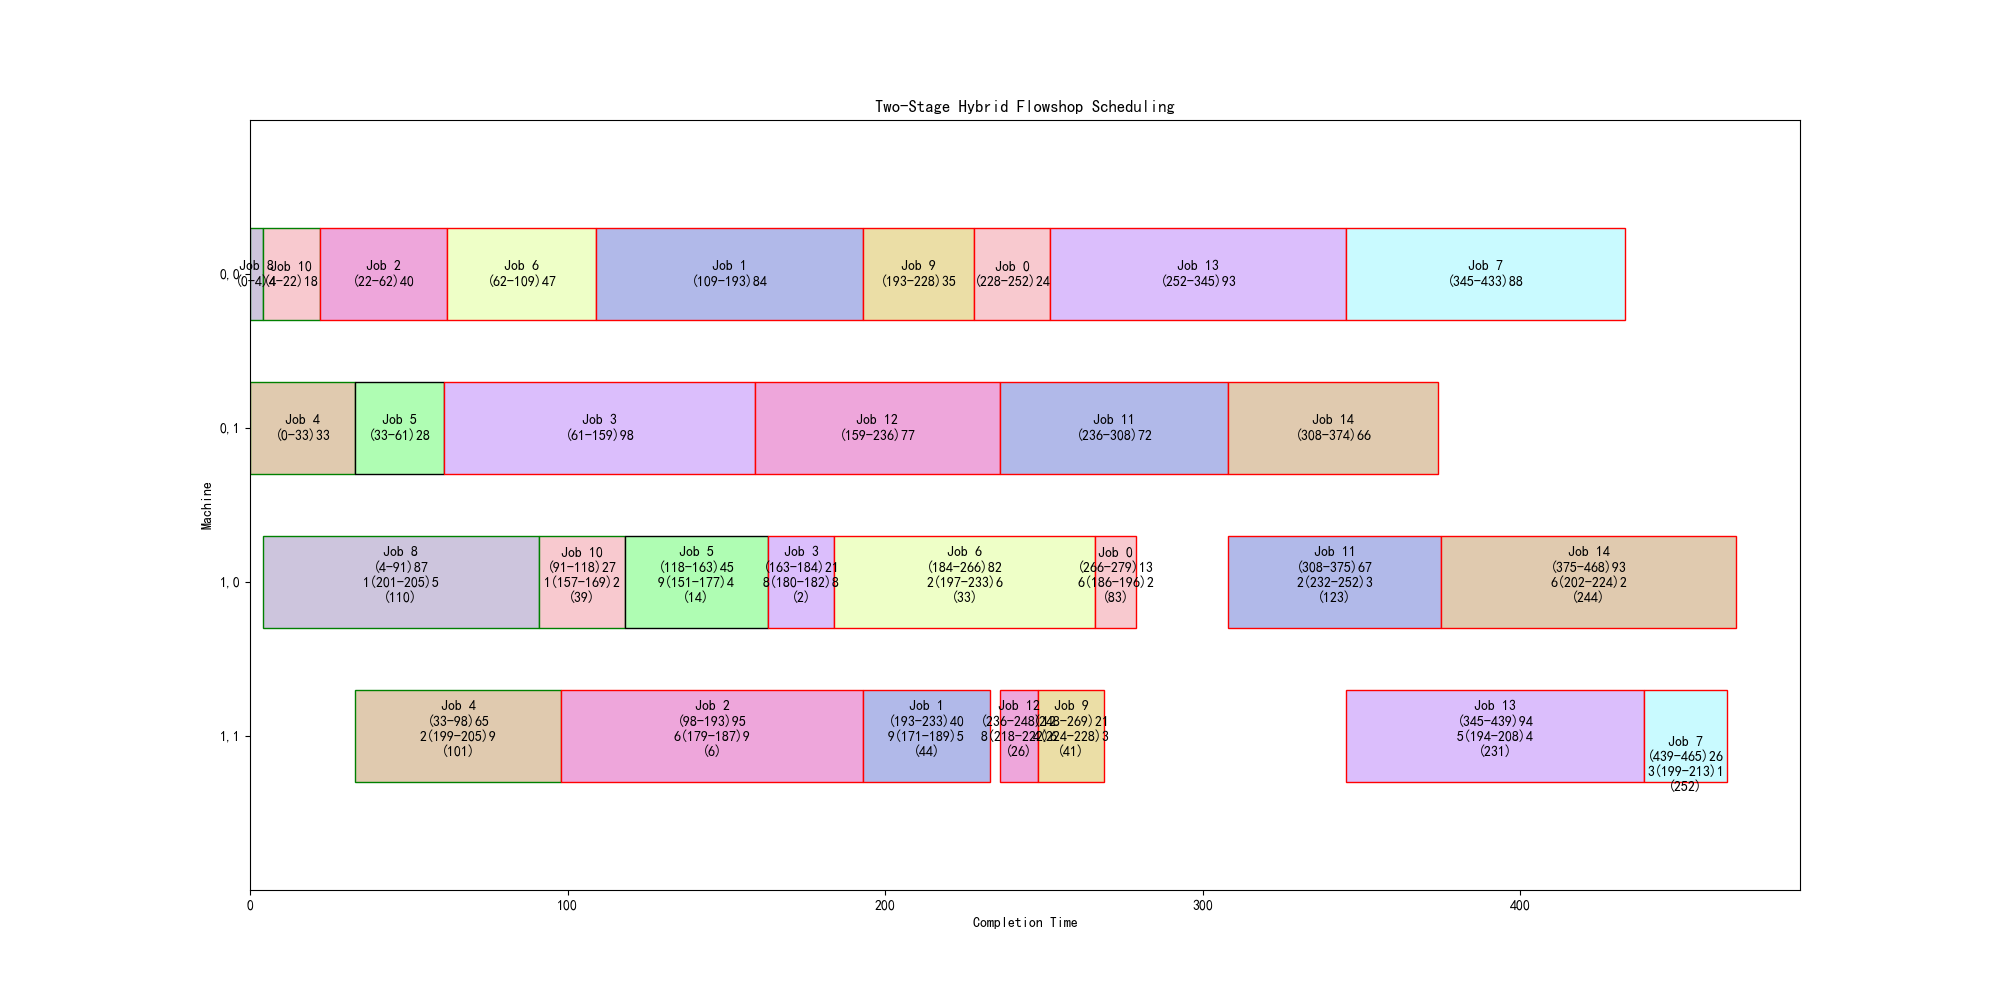 Two-Stage Hybrid Flowshop Scheduling
Machine
0,0
Job 8
(0-4)4
Job 10
(4-22)18
Job 2
(22-62)40
Job 6
(62-109)47
Job 1
(109-193)84
Job 9
(193-228)35
Job 0
(228-252)24
Job 13
(252-345)93
Job 7
(345-433)88
0,1
Job 4
(0-33)33
Job 5
(33-61)28
Job 3
(61-159)98
Job 12
(159-236)77
Job 11
(236-308)72
Job 14
(308-374)66
1,0
Job 8
(4-91)87
1(201-205)5
(110)
Job 10
(91-118)27
1(157-169)2
(39)
Job 5
(118-163)45
9(151-177)4
(14)
Job 3
(163-184)21
8(180-182)8
(2)
Job 6
(184-266)82
2(197-233)6
(33)
Job 0
(266-279)13
6(186-196)2
(83)
Job 11
(308-375)67
2(232-252)3
(123)
Job 14
(375-468)93
6(202-224)2
(244)
1,1
Job 4
(33-98)65
2(199-205)9
(101)
Job 2
(98-193)95
6(179-187)9
(6)
Job 1
(193-233)40
9(171-189)5
(44)
Job 12
(236-248)12
(26)
Job 9
(248-269)21
(41)
Job 13
(345-439)94
5(194-208)4
(231)
Job 7
(439-465)26
3(199-213)1
(252)
0
100
200
300
400
Completion Time